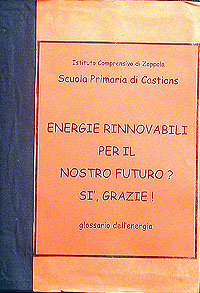 Istituto Comprensivo di Zoppola
Scuola Primaria di Castions
ENERGIE RINNOVABILI
PER IL
NOSTRO FUTURO ?
SI', GRAZIE !
glossario dell'energia